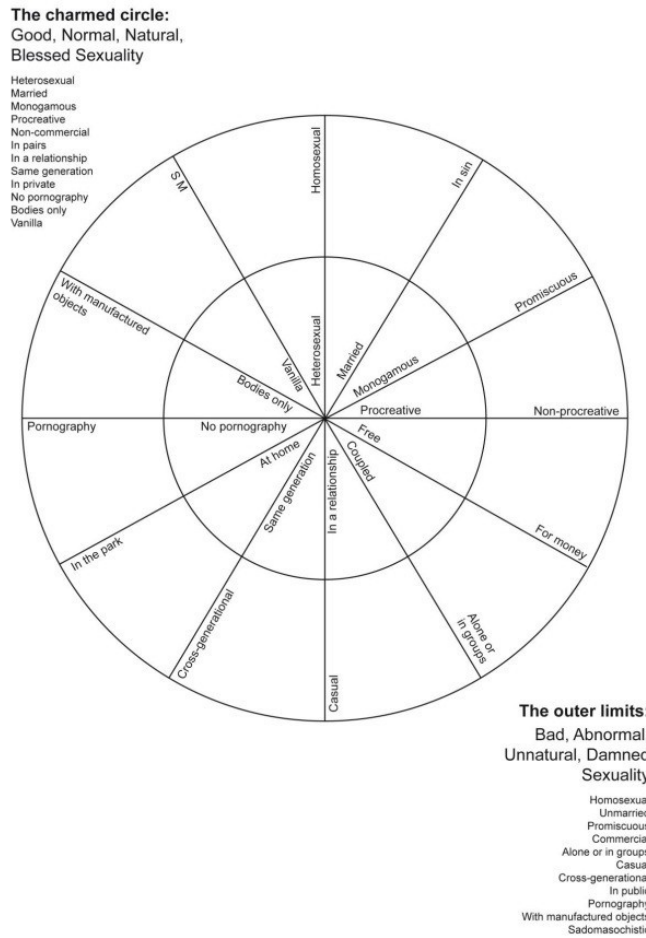 The charmed circle:
Good, Normal, Natural,
Blessed Sexuality
Heterosexual
Married
Monogamous
Procreative
Non-commercial
In pairs
In a relationship
Same generation
In private
No pornography
Bodies only
Vanilla
S M
Homosexual
In sin
Promiscuous
Non-procreative
For money
Alone or
in groups
Casual
Cross-generational
In the park
Pornography
With manufactured
objects
Vanilla
Heterosexual
Married
Monogamous
Procreative
Free
Coupled
In a relationship
Same generation
At home
No pornography
Bodies only
The outer limits:
Bad, Abnormal,
Unnatural, Damned
Sexuality
Homosexual
Unmarried
Promiscuous
Commercial
Alone or in groups
Casual
Cross-generational
In public
Pornography
With manufactured objects
Sadomasochistic